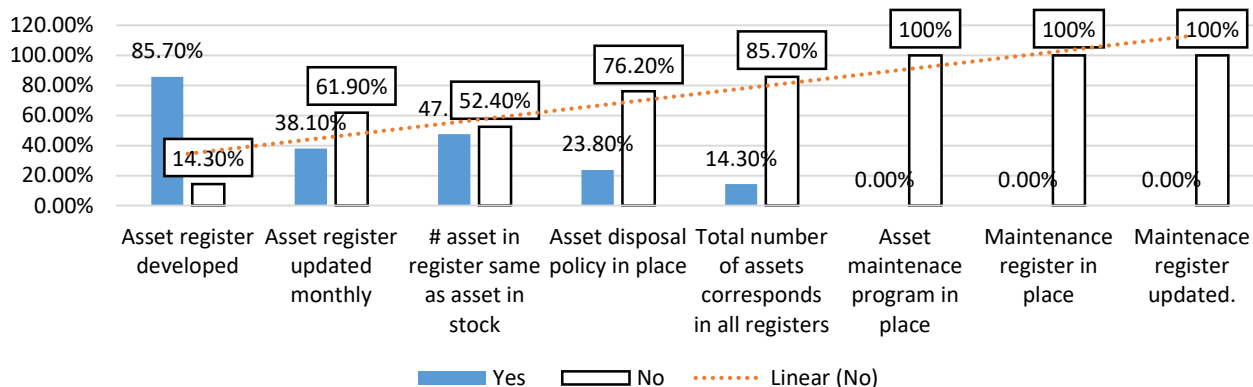 120.00%
100.00%
80.00%
60.00%
40.00%
20.00%
0.00%
85.70%
14.30%
38.10%
61.90%
47.
52.40%
23.80%
76.20%
14.30%
85.70%
0.00%
100%
0.00%
100%
0.00%
100%
Asset register
developed
Asset register
updated
monthly
# asset in
register same
as asset in
stock
Asset disposal
policy in place
Total number
of assets
corresponds
in all registers
Asset
maintenace
program in
place
Maintenance
register in
place
Maintenace
register
updated.
Yes
No
Linear (No)